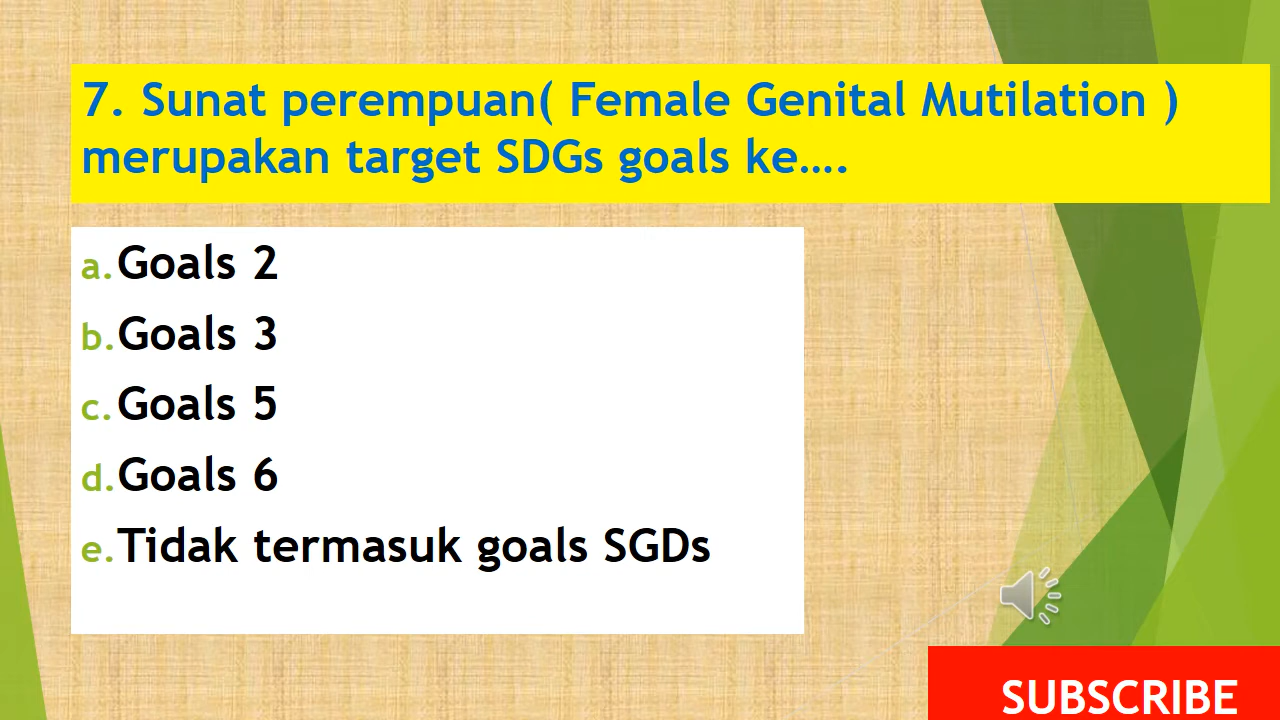 7. Sunat perempuan( Female Genital Mutilation )
merupakan target SDGs goals ke….
a. Goals 2
b. Goals 3
c. Goals 5
d. Goals 6
e. Tidak termasuk goals SGDs
SUBSCRIBE